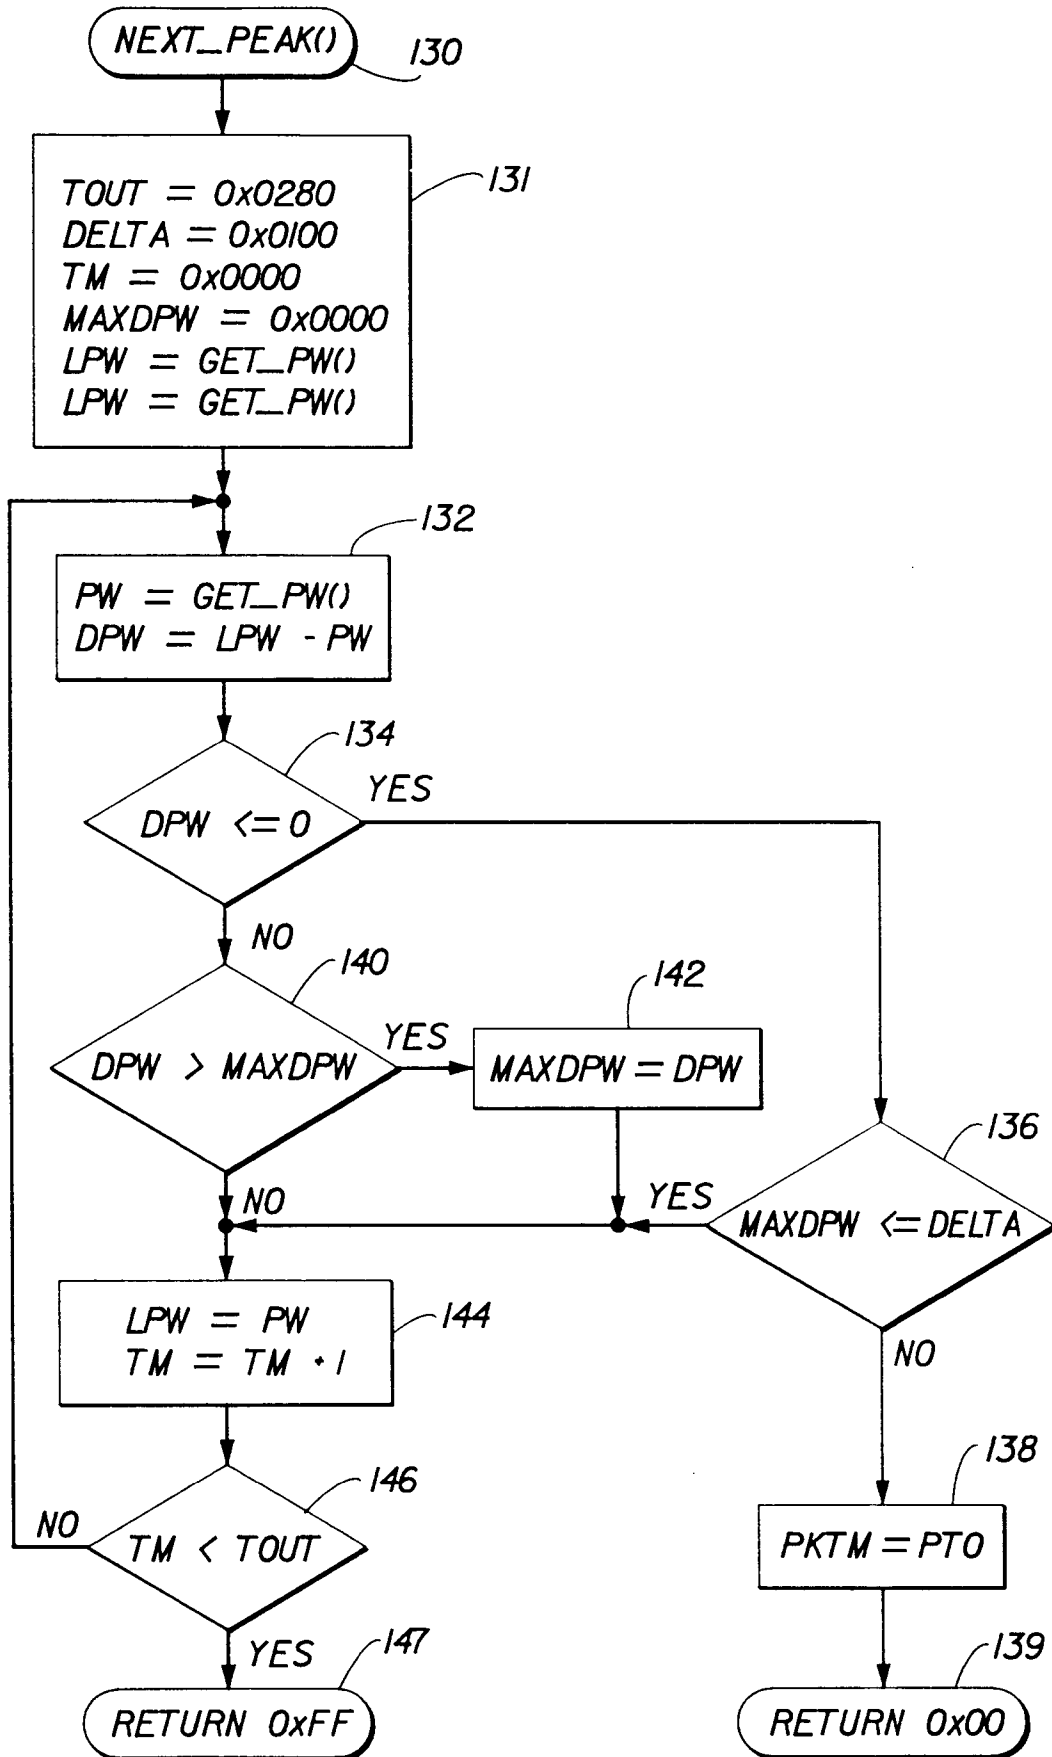 NEXT_PEAK()
130
131
TOUT = 0x0280
DELTA = 0x0100
TM = 0x0000
MAXDPW = 0x0000
LPW = GET_PW()
LPW = GET_PW()
132
PW = GET_PW()
DPW = LPW - PW
134
DPW <= 0
YES
NO
140
DPW > MAXDPW
YES
142
MAXDPW = DPW
136
MAXDPW <= DELTA
YES
NO
NO
144
LPW = PW
TM = TM + 1
146
TM < TOUT
NO
YES
138
PKTM = PTO
147
RETURN 0xFF
139
RETURN 0x00